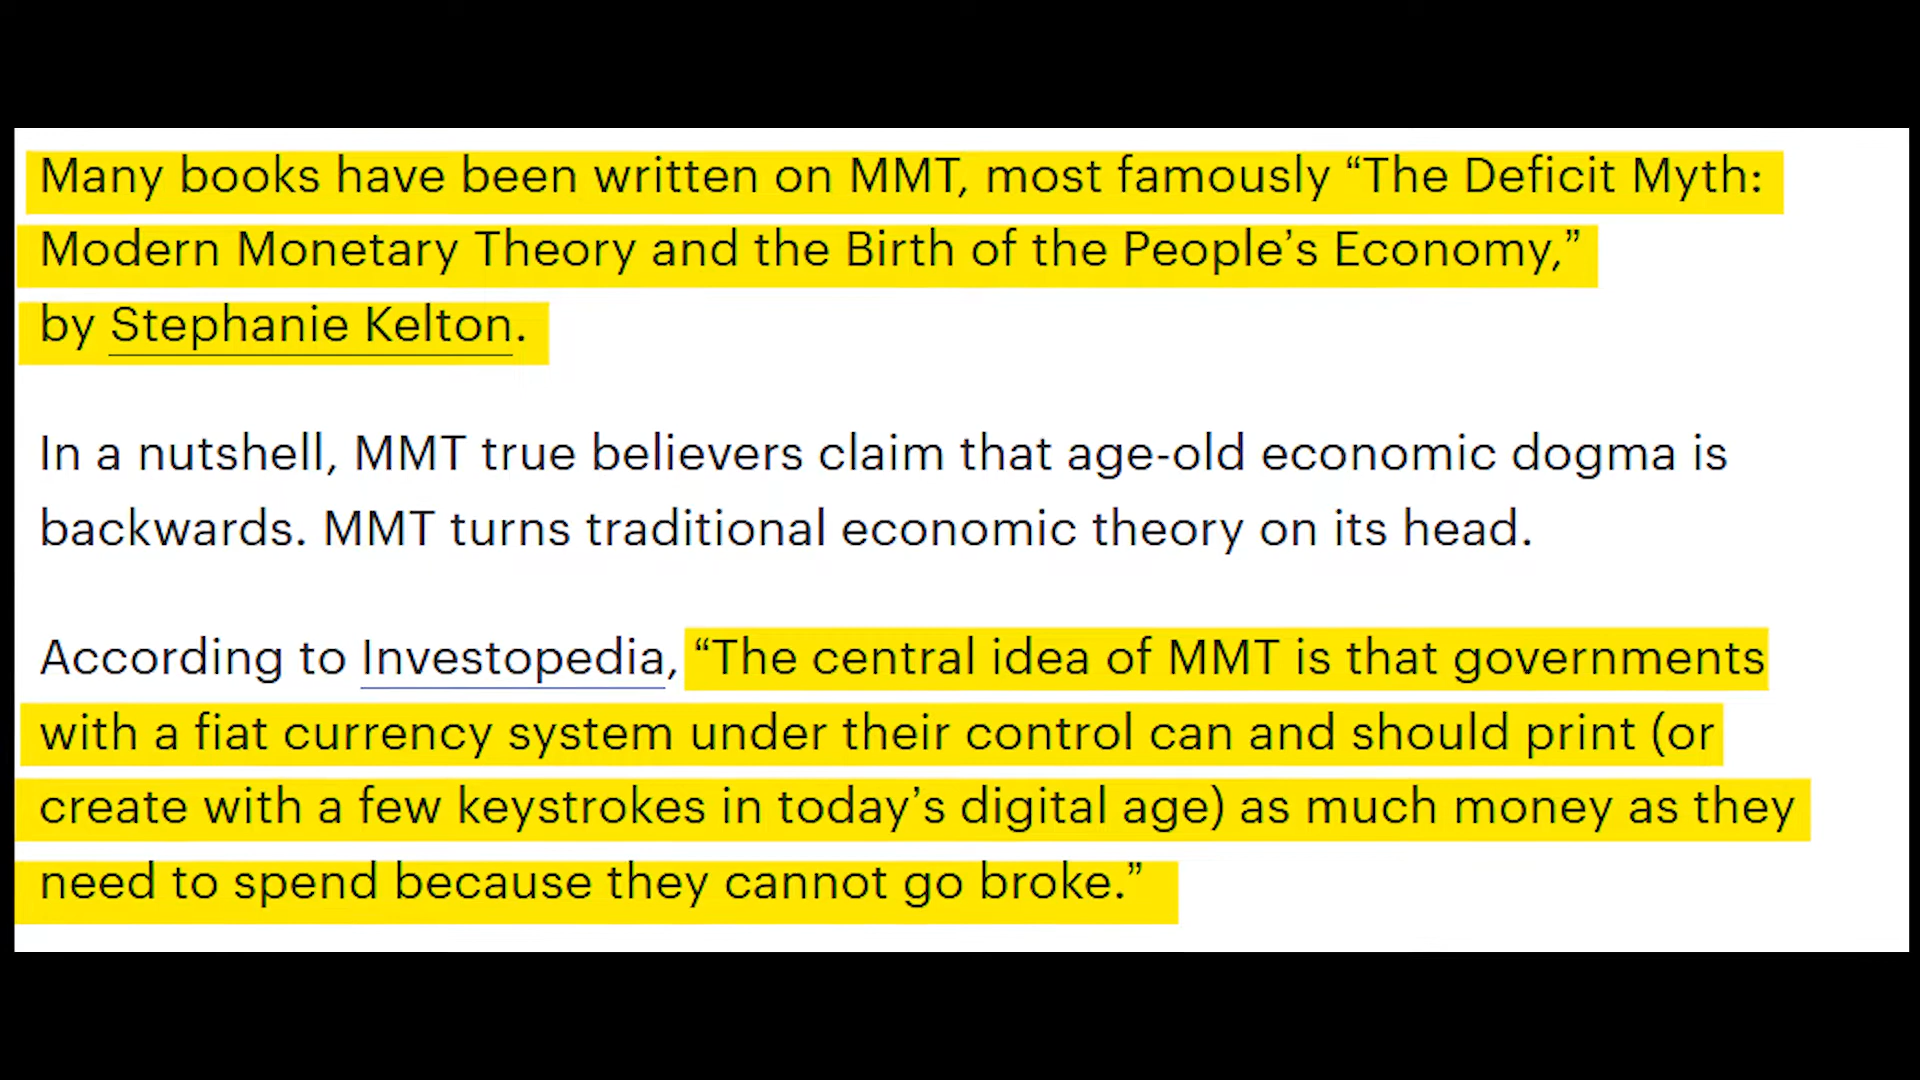 Many books have been written on MMT, most famously “The Deficit Myth:
Modern Monetary Theory and the Birth of the People’s Economy,”
by Stephanie Kelton.
In a nutshell, MMT true believers claim that age-old economic dogma is
backwards. MMT turns traditional economic theory on its head.
According to Investopedia, “The central idea of MMT is that governments
with a fiat currency system under their control can and should print (or
create with a few keystrokes in today’s digital age) as much money as they
need to spend because they cannot go broke.”